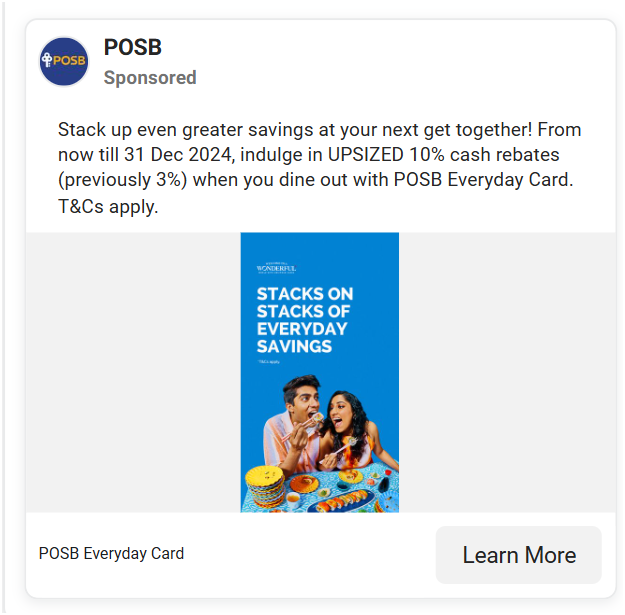 POSB
POSB
Sponsored
Stack up even greater savings at your next get together! From
now till 31 Dec 2024, indulge in UPSIZED 10% cash rebates
(previously 3%) when you dine out with POSB Everyday Card.
T&Cs apply.
WONDERFUL
STACKS ON
STACKS OF
EVERYDAY
SAVINGS
T&Cs apply.
POSB Everyday Card
Learn More